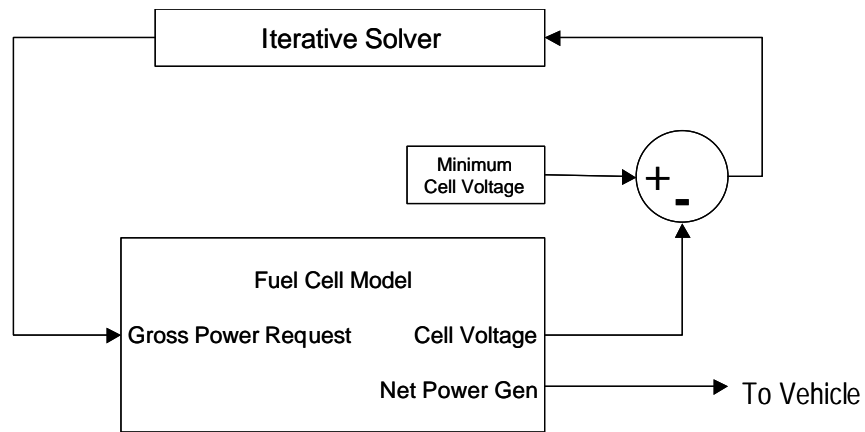 Iterative Solver
Minimum
Cell Voltage
+
-
Fuel Cell Model
Gross Power Request
Cell Voltage
Net Power Gen
To Vehicle